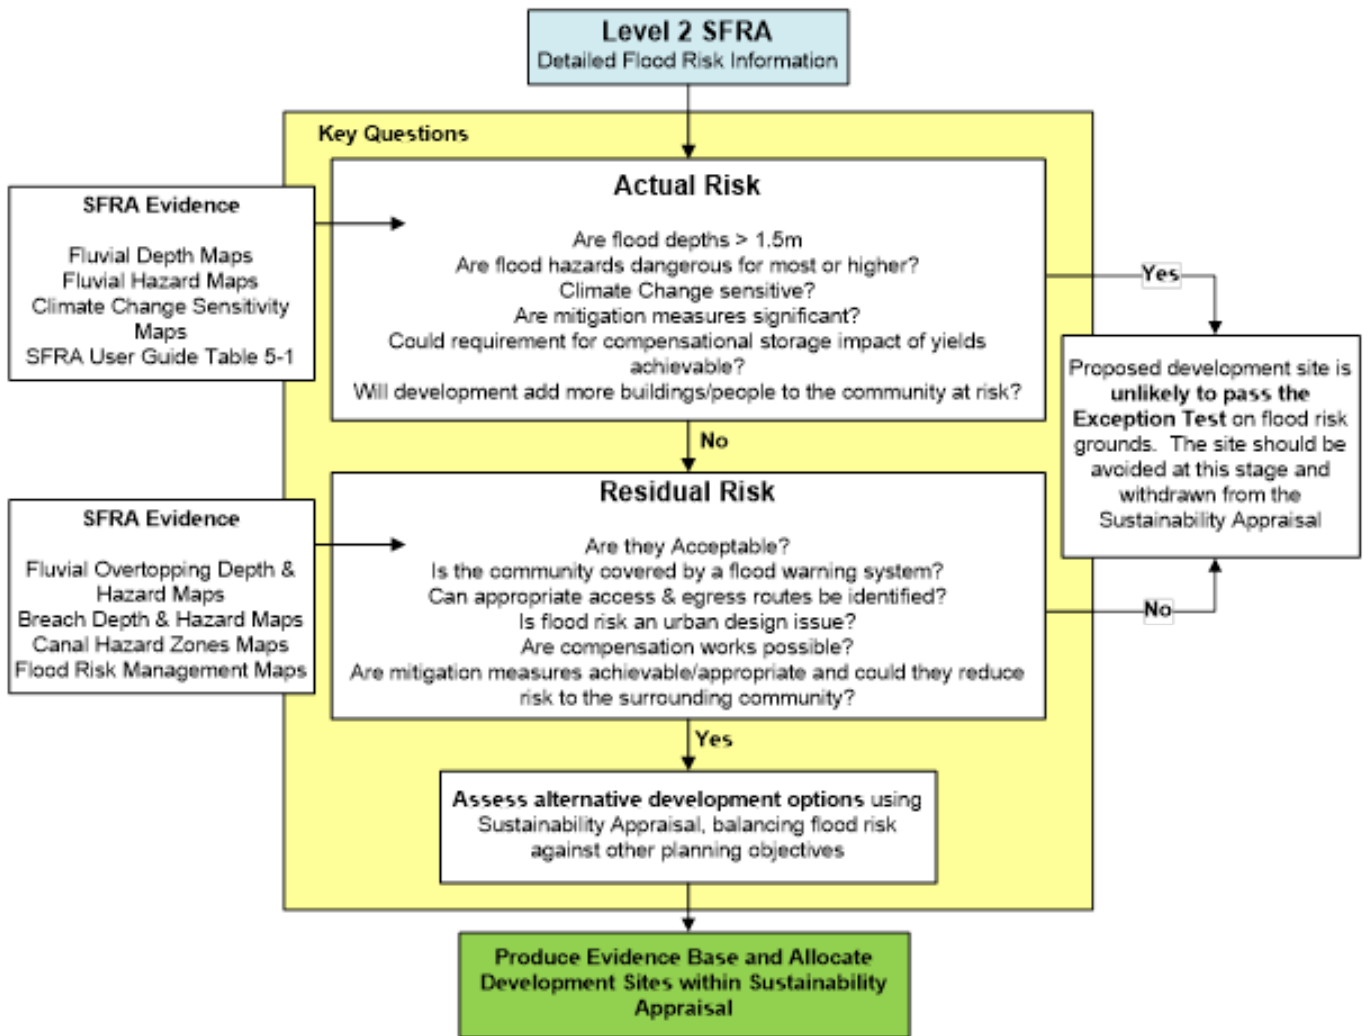 Level 2 SFRA
Detailed Flood Risk Information
Key Questions
SFRA Evidence
Fluvial Depth Maps
Fluvial Hazard Maps
Climate Change Sensitivity
Maps
SFRA User Guide Table 5-1
Actual Risk
Are flood depths > 1.5m
Are flood hazards dangerous for most or higher?
Climate Change sensitive?
Are mitigation measures significant?
Could requirement for compensational storage impact of yields
achievable?
Will development add more buildings/people to the community at risk?
Yes
Proposed development site is
unlikely to pass the
Exception Test on flood risk
grounds. The site should be
avoided at this stage and
withdrawn from the
Sustainability Appraisal
No
SFRA Evidence
Fluvial Overtopping Depth &
Hazard Maps
Breach Depth & Hazard Maps
Canal Hazard Zones Maps
Flood Risk Management Maps
Residual Risk
Are they Acceptable?
Is the community covered by a flood warning system?
Can appropriate access & egress routes be identified?
Is flood risk an urban design issue?
Are compensation works possible?
Are mitigation measures achievable/appropriate and could they reduce
risk to the surrounding community?
No
Yes
Assess alternative development options using
Sustainability Appraisal, balancing flood risk
against other planning objectives
Produce Evidence Base and Allocate
Development Sites within Sustainability
Appraisal